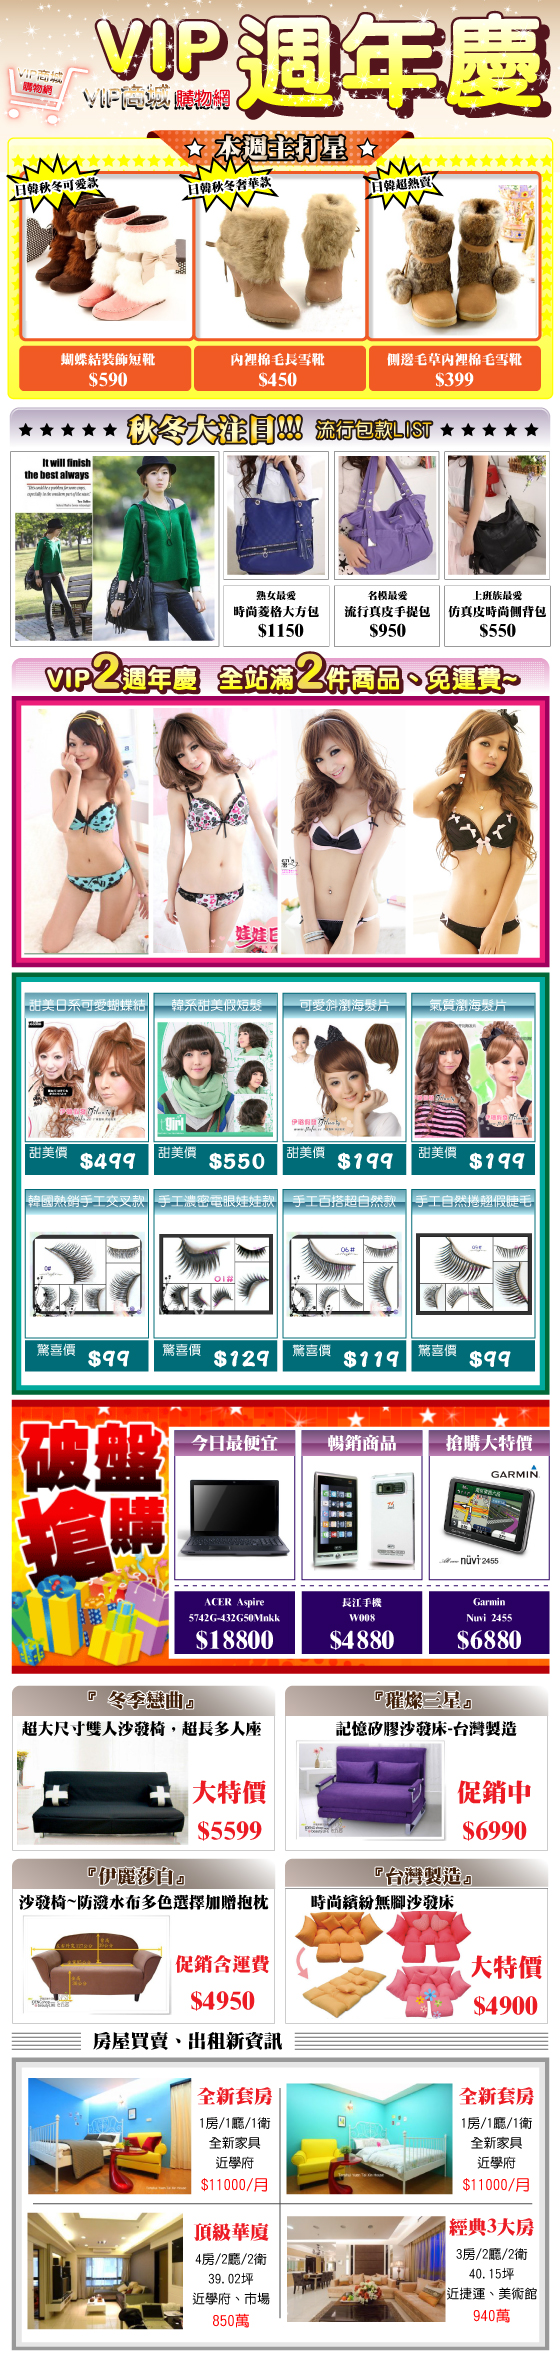 VIP週年慶
VIP商城
購物網
VIP商城 購物網
本週主打星
日韓秋冬可愛款
日韓秋冬奢華款
日韓超熱賣
蝴蝶結裝飾短靴
$590
內裡棉毛長雪靴
$450
側邊毛草內裡棉毛雪靴
$399
秋冬大注目!!! 流行包款LIST
It will finish
the best always
熟女最愛
時尚菱格大方包
$1150
名模最愛
流行真皮手提包
$950
上班族最愛
仿真皮時尚側背包
$550
VIP2週年慶 全站滿2件商品、免運費~
娃娃日
甜美日系可愛蝴蝶結
韓系甜美假短髮
可愛斜瀏海髮片
氣質瀏海髮片
girl
甜美價 $499
甜美價 $550
甜美價 $199
甜美價 $199
韓國熱銷手工交叉款
手工濃密電眼娃娃款
手工百搭超自然款
手工自然捲翹假睫毛
0#
01#
06#
驚喜價 $99
驚喜價 $129
驚喜價 $119
驚喜價 $99
破盤
搶購
今日最便宜
暢銷商品
搶購大特價
GARMIN
nüvi 2455
ACER Aspire
5742G-432G50Mnkk
$18800
長江手機
W008
$4880
Garmin
Nuvi 2455
$6880
『 冬季戀曲』
超大尺寸雙人沙發椅，超長多人座
大特價
$5599
『璀燦三星』
記憶矽膠沙發床-台灣製造
促銷中
$6990
『伊麗莎白』
沙發椅~防潑水布多色選擇加贈抱枕
促銷含運費
$4950
『台灣製造』
時尚繽紛無腳沙發床
大特價
$4900
房屋買賣、出租新資訊
全新套房
1房/1廳/1衛
全新家具
近學府
$11000/月
全新套房
1房/1廳/1衛
全新家具
近學府
$11000/月
頂級華廈
4房/2廳/2衛
39.02坪
近學府、市場
850萬
經典3大房
3房/2廳/2衛
40.15坪
近捷運、美術館
940萬